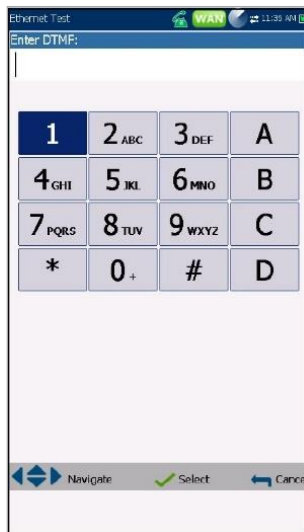 Ethernet Test WAN 11:35 AM
Enter DTMF:
1 2 ABC 3 DEF A
4 GHI 5 JKL 6 MNO B
7 PQRS 8 TUV 9 WXYZ C
* 0 + # D
Navigate Select Cance